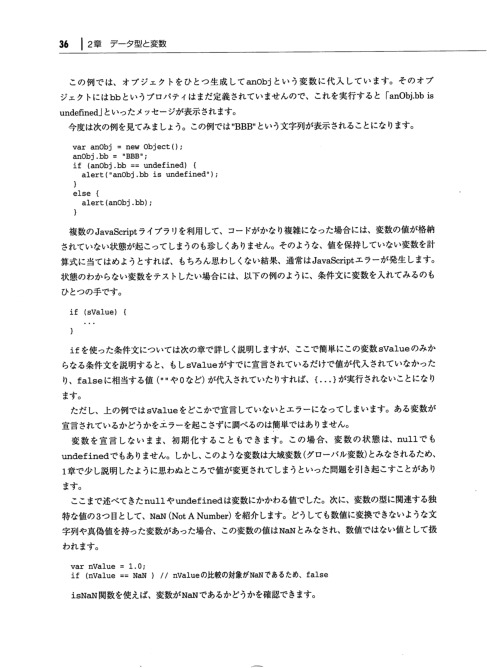 36 2章 データ型と変数
この例では、オブジェクトをひとつ生成してanObjという変数に代入しています。そのオブ
ジェクトにはbbというプロパティはまだ定義されていませんので、これを実行すると「anObj.bb is
undefined」といったメッセージが表示されます。
今度は次の例を見てみましょう。この例では"BBB"という文字列が表示されることになります。
var anObj = new Object();
anObj.bb = "BBB";
if (anObj.bb == undefined) {
alert("anObj.bb is undefined");
}
else {
alert(anObj.bb);
}
複数のJavaScriptライブラリを利用して、コードがかなり複雑になった場合には、変数の値が格納
されていない状態が起こってしまうのも珍しくありません。そのような、値を保持していない変数を計
算式に当てはめようとすれば、もちろん思わしくない結果、通常はJavaScriptエラーが発生します。
状態のわからない変数をテストしたい場合には、以下の例のように、条件文に変数を入れてみるのも
ひとつの手です。
if (sValue) {
...
}
ifを使った条件文については次の章で詳しく説明しますが、ここで簡単にこの変数sValueのみか
らなる条件文を説明すると、もしsValueがすでに宣言されているだけで値が代入されていなかった
り、falseに相当する値(""や0など)が代入されていたりすれば、{...}が実行されないことになり
ます。
ただし、上の例ではsValueをどこかで宣言していないとエラーになってしまいます。ある変数が
宣言されているかどうかをエラーを起こさずに調べるのは簡単ではありません。
変数を宣言しないまま、初期化することもできます。この場合、変数の状態は、nullでも
undefinedでもありません。しかし、このような変数は大域変数(グローバル変数)とみなされるため、
1章で少し説明したように思わぬところで値が変更されてしまうといった問題を引き起こすことがあり
ます。
ここまで述べてきたnullやundefinedは変数にかかわる値でした。次に、変数の型に関連する独
特な値の3つ目として、NaN(Not A Number)を紹介します。どうしても数値に変換できないような文
字列や真偽値を持った変数があった場合、この変数の値はNaNとみなされ、数値ではない値として扱
われます。
var nValue = 1.0;
if (nValue == NaN ) // nValueの比較の対象がNaNであるため、false
isNaN関数を使えば、変数がNaNであるかどうかを確認できます。